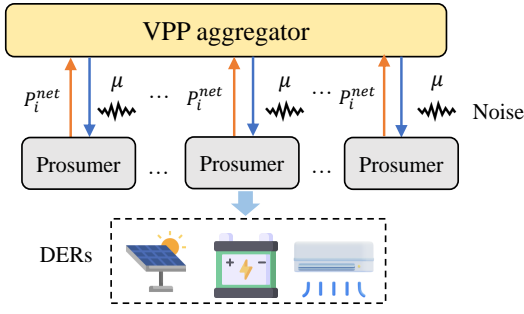 VPP aggregator
P_i^{net} μ ... P_i^{net} μ ... P_i^{net} μ Noise
Prosumer ... Prosumer ... Prosumer
DERs
+ -